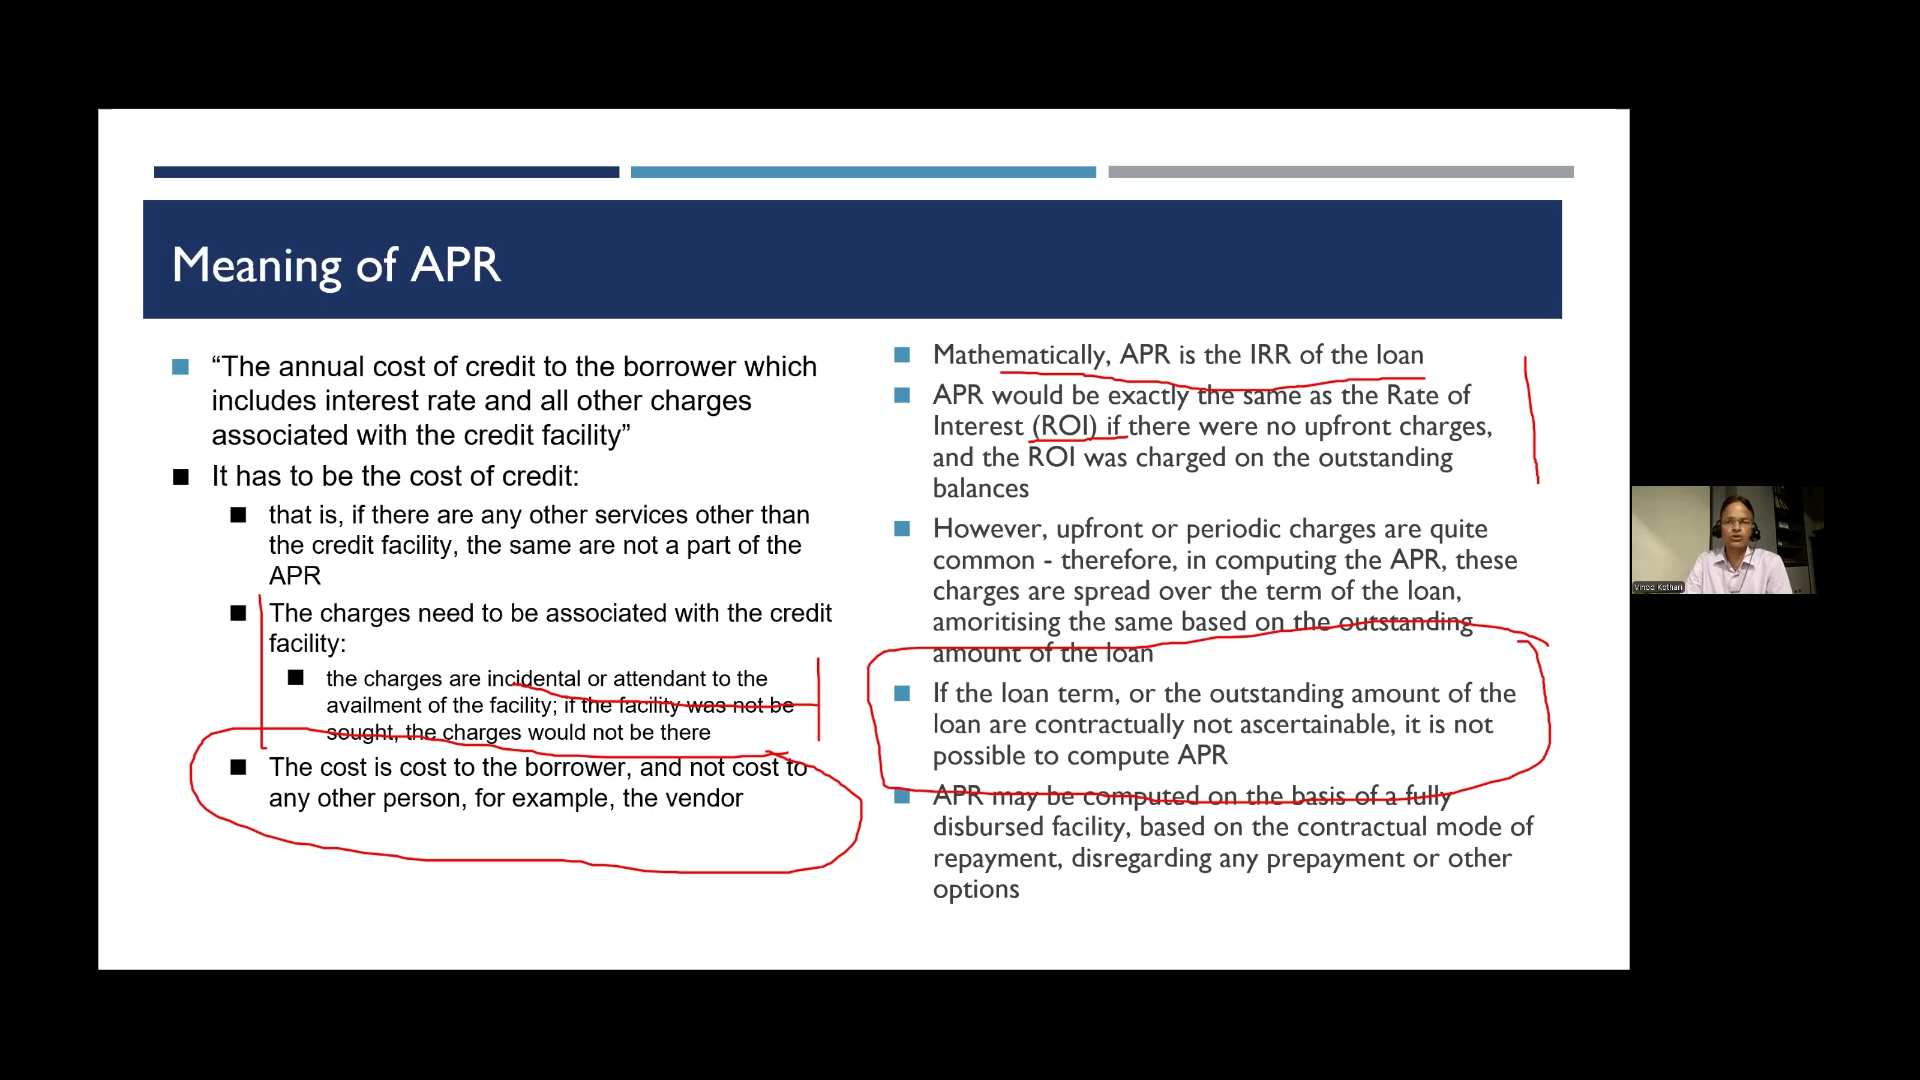 Meaning of APR
“The annual cost of credit to the borrower which
includes interest rate and all other charges
associated with the credit facility”
It has to be the cost of credit:
that is, if there are any other services other than
the credit facility, the same are not a part of the
APR
The charges need to be associated with the credit
facility:
the charges are incidental or attendant to the
availment of the facility; if the facility was not be
sought, the charges would not be there
The cost is cost to the borrower, and not cost to
any other person, for example, the vendor
Mathematically, APR is the IRR of the loan
APR would be exactly the same as the Rate of
Interest (ROI) if there were no upfront charges,
and the ROI was charged on the outstanding
balances
However, upfront or periodic charges are quite
common - therefore, in computing the APR, these
charges are spread over the term of the loan,
amoritising the same based on the outstanding
amount of the loan
If the loan term, or the outstanding amount of the
loan are contractually not ascertainable, it is not
possible to compute APR
APR may be computed on the basis of a fully
disbursed facility, based on the contractual mode of
repayment, disregarding any prepayment or other
options
Vinod Kothari